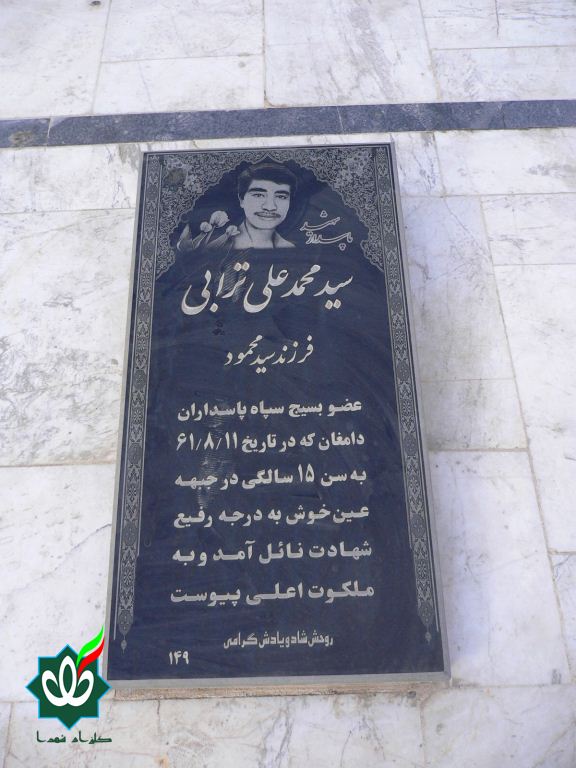 شهید
پاسدار
سید محمد علی ترابی
فرزند سید محمود
عضو بسیج سپاه پاسداران
دامغان که در تاریخ ۶۱/۸/۱۱
به سن ۱۵ سالگی در جبهه
عین خوش به درجه رفیع
شهادت نائل آمد و به
ملکوت اعلی پیوست
روحش شاد و یادش گرامی
۱۴۹
گلزار شهدا